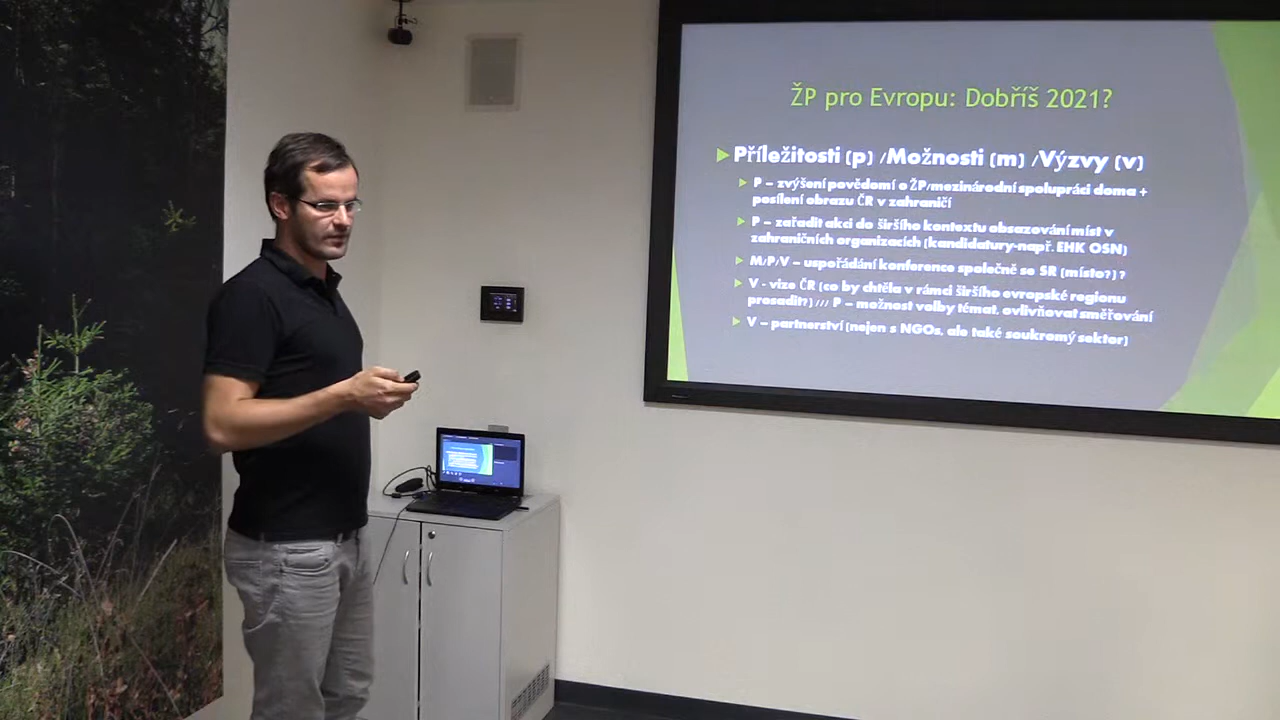 ŽP pro Evropu: Dobříš 2021?
Příležitosti (p) /Možnosti (m) /Výzvy (v)
P – zvýšení povědomí o ŽP/mezinárodní spolupráci doma +
posílení obrazu ČR v zahraničí
P – zařadit akci do širšího kontextu obsazování míst v
zahraničních organizacích (kandidatury-např. EHK OSN)
M/P/V – uspořádání konference společně se SR (místo?) ?
V - vize ČR (co by chtěla v rámci širšího evropské regionu
prosadit?) /// P – možnost volby témat, ovlivňovat směřování
V – partnerství (nejen s NGOs, ale také soukromý sektor)